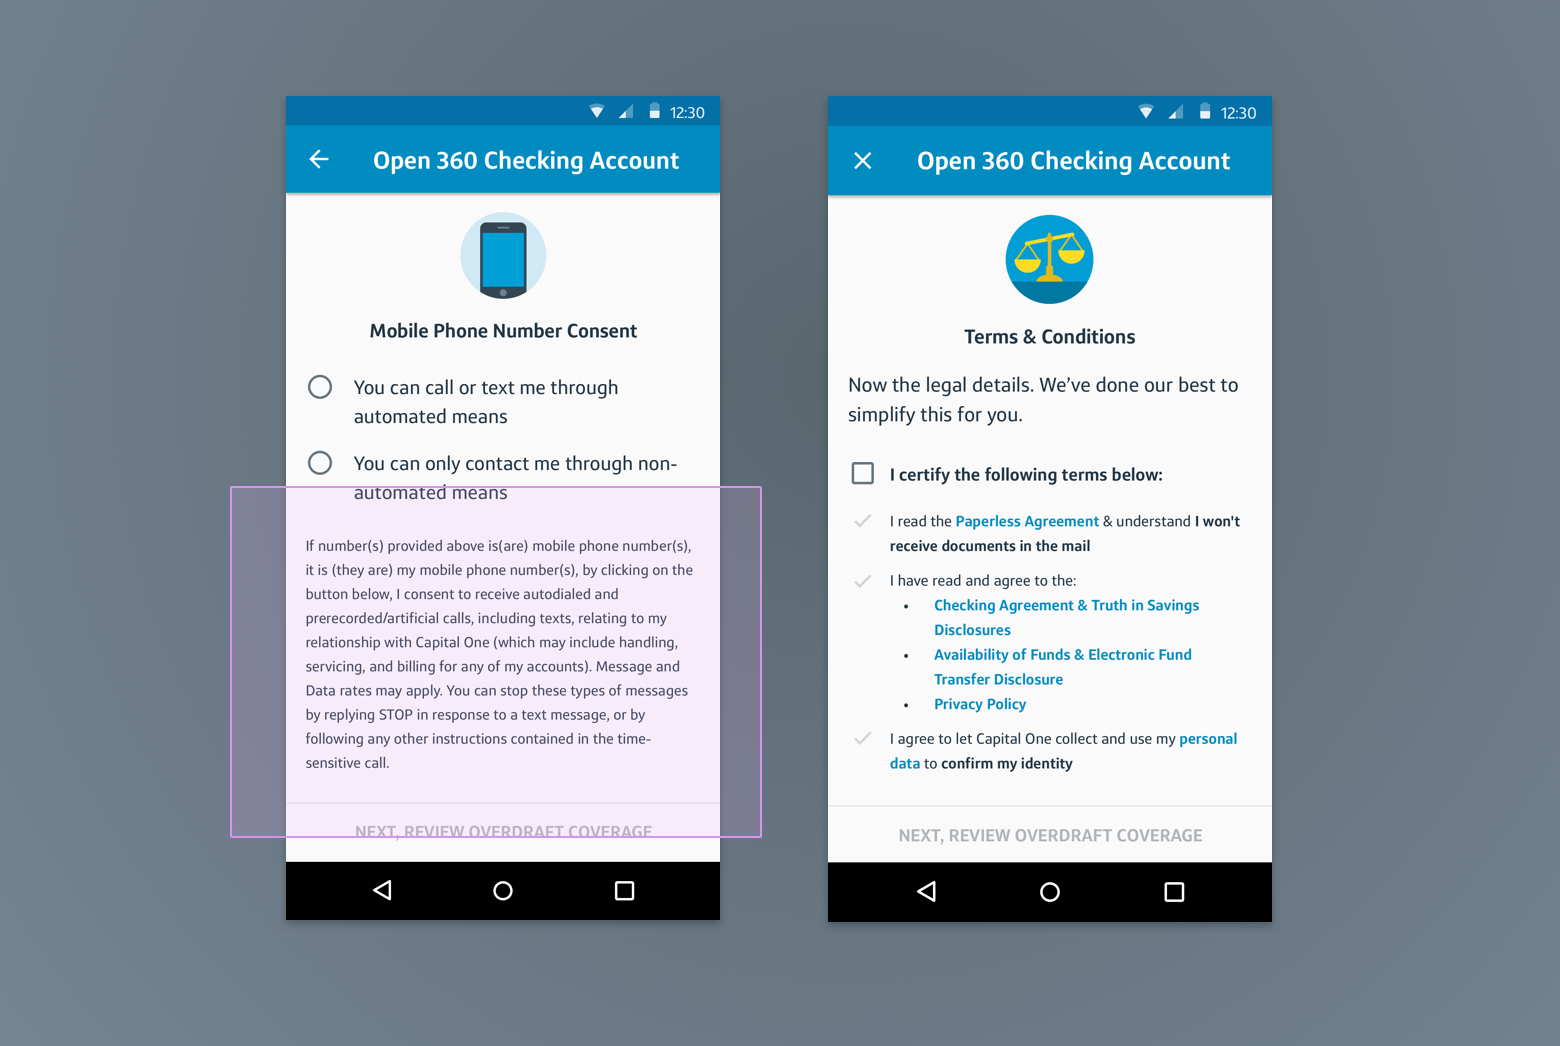 12:30
Open 360 Checking Account
Mobile Phone Number Consent
You can call or text me through
automated means
You can only contact me through non-
automated means
If number(s) provided above is(are) mobile phone number(s),
it is (they are) my mobile phone number(s), by clicking on the
button below, I consent to receive autodialed and
prerecorded/artificial calls, including texts, relating to my
relationship with Capital One (which may include handling,
servicing, and billing for any of my accounts). Message and
Data rates may apply. You can stop these types of messages
by replying STOP in response to a text message, or by
following any other instructions contained in the time-
sensitive call.
NEXT, REVIEW OVERDRAFT COVERAGE
12:30
Open 360 Checking Account
Terms & Conditions
Now the legal details. We’ve done our best to
simplify this for you.
I certify the following terms below:
I read the Paperless Agreement & understand I won't
receive documents in the mail
I have read and agree to the:
• Checking Agreement & Truth in Savings
Disclosures
• Availability of Funds & Electronic Fund
Transfer Disclosure
• Privacy Policy
I agree to let Capital One collect and use my personal
data to confirm my identity
NEXT, REVIEW OVERDRAFT COVERAGE